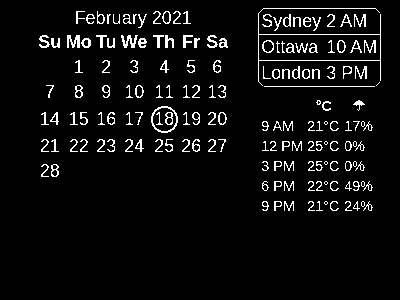 February 2021
Su Mo Tu We Th Fr Sa
1 2 3 4 5 6
7 8 9 10 11 12 13
14 15 16 17 18 19 20
21 22 23 24 25 26 27
28
Sydney 2 AM
Ottawa 10 AM
London 3 PM
°C ☂
9 AM 21°C 17%
12 PM 25°C 0%
3 PM 25°C 0%
6 PM 22°C 49%
9 PM 21°C 24%